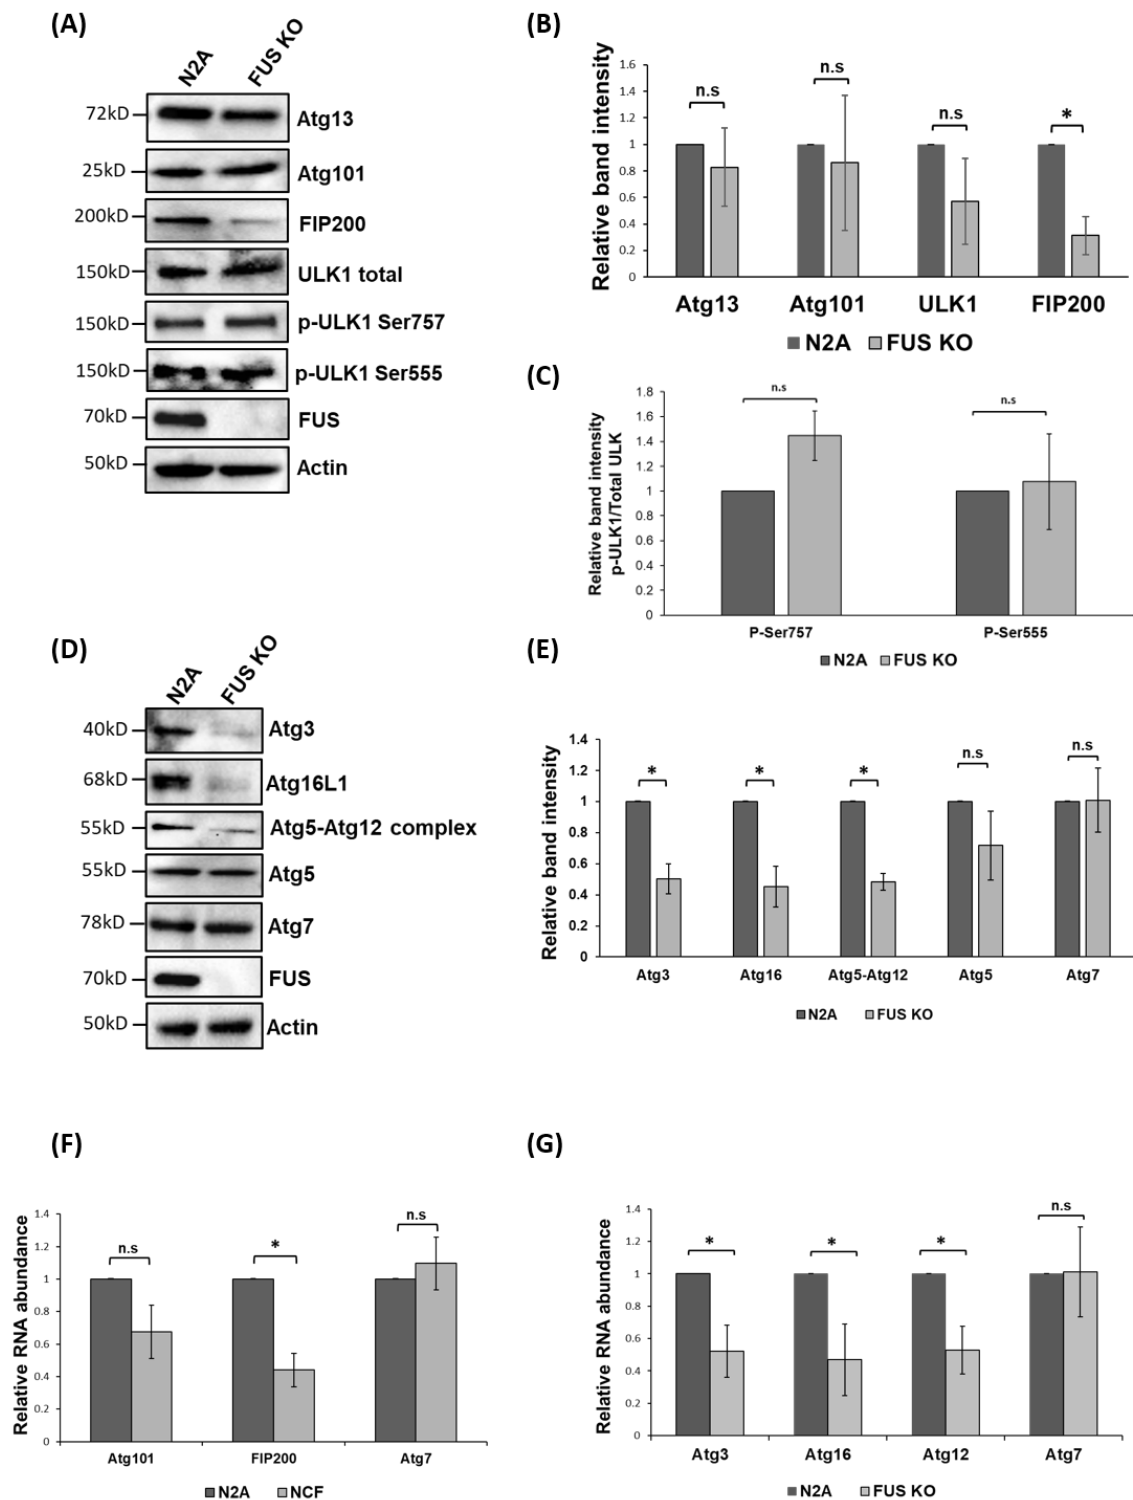 (A)
N2A FUS KO
72kD Atg13
25kD Atg101
200kD FIP200
150kD ULK1 total
150kD p-ULK1 Ser757
150kD p-ULK1 Ser555
70kD FUS
50kD Actin
(B)
Relative band intensity
1.6
1.4
1.2
1
0.8
0.6
0.4
0.2
0
n.s n.s n.s *
Atg13 Atg101 ULK1 FIP200
N2A FUS KO
(C)
Relative band intensity
p-ULK1/Total ULK
1.8
1.6
1.4
1.2
1
0.8
0.6
0.4
0.2
0
n.s n.s
P-Ser757 P-Ser555
N2A FUS KO
(D)
N2A FUS KO
40kD Atg3
68kD Atg16L1
55kD Atg5-Atg12 complex
55kD Atg5
78kD Atg7
70kD FUS
50kD Actin
(E)
Relative band intensity
1.4
1.2
1
0.8
0.6
0.4
0.2
0
* * * n.s n.s
Atg3 Atg16 Atg5-Atg12 Atg5 Atg7
N2A FUS KO
(F)
Relative RNA abundance
1.4
1.2
1
0.8
0.6
0.4
0.2
0
n.s * n.s
Atg101 FIP200 Atg7
N2A NCF
(G)
Relative RNA abundance
1.4
1.2
1
0.8
0.6
0.4
0.2
0
* * * n.s
Atg3 Atg16 Atg12 Atg7
N2A FUS KO